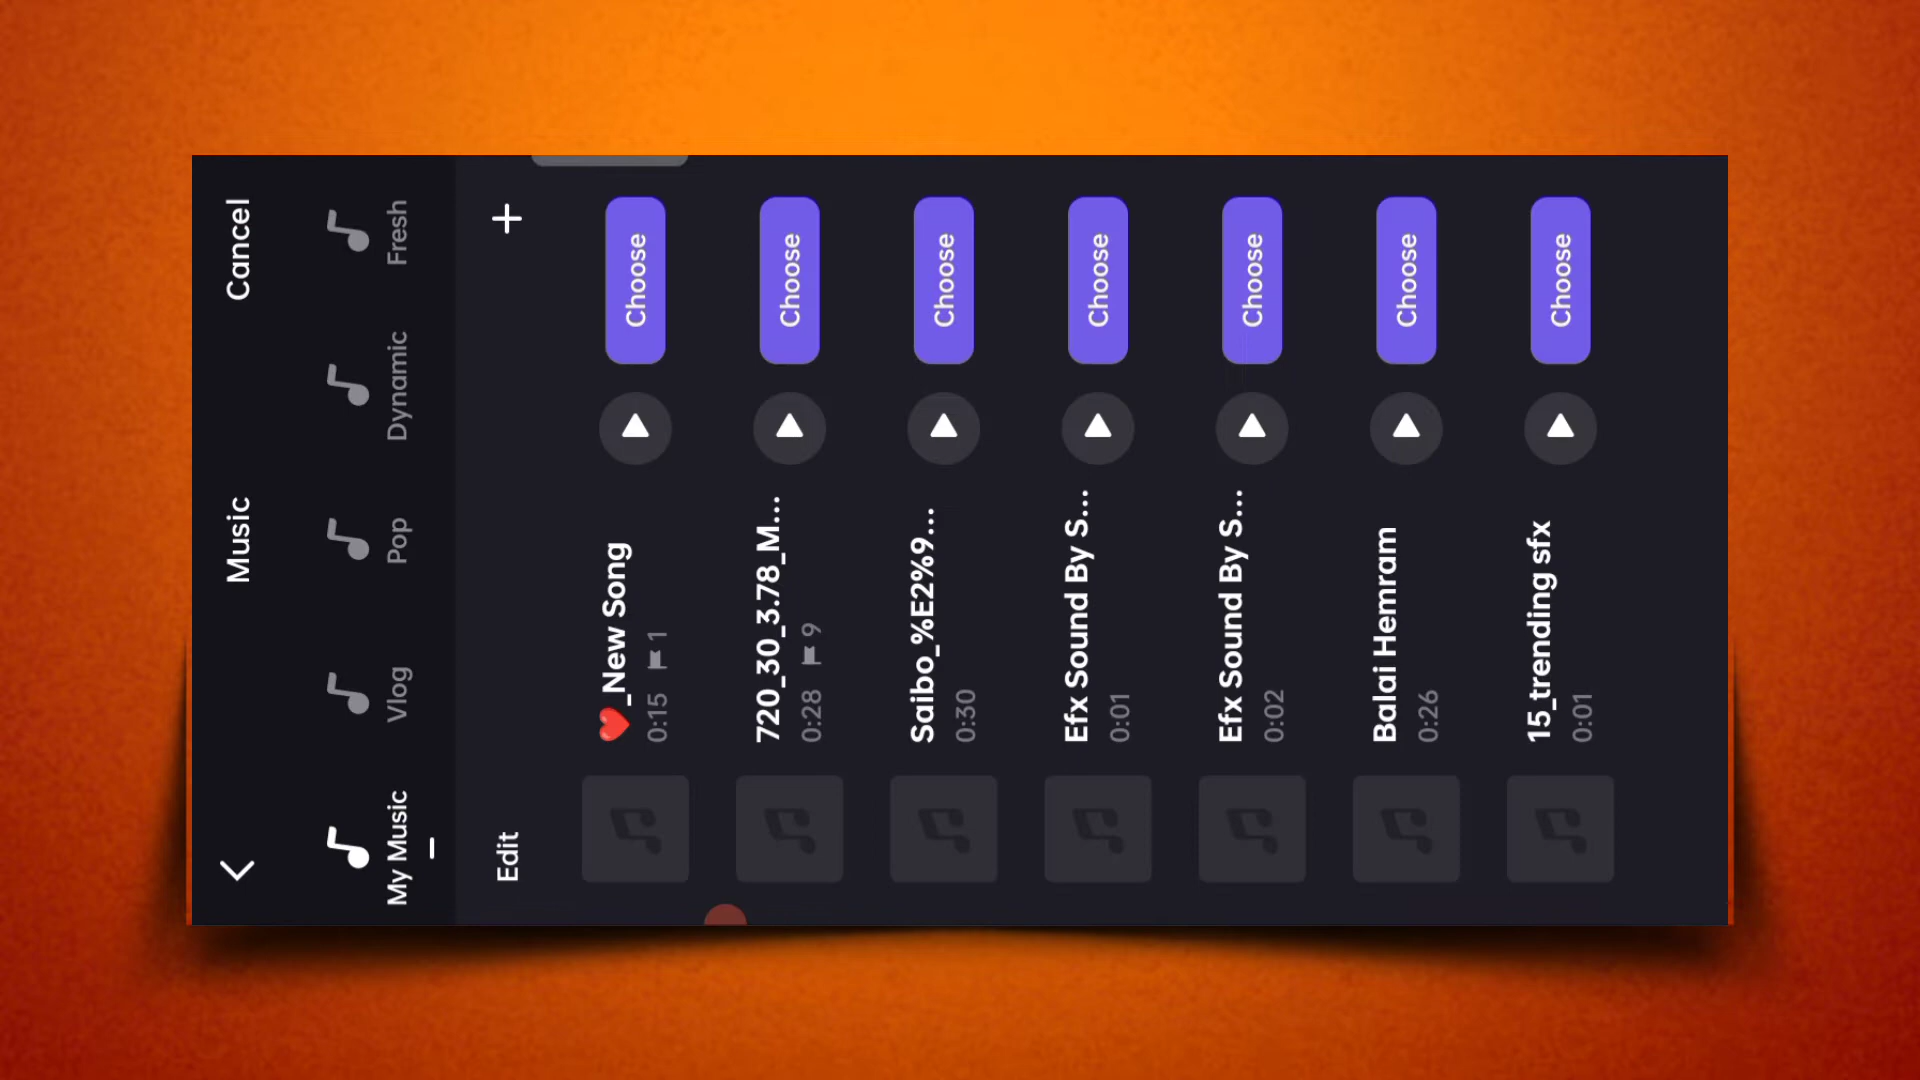 Music
Cancel
My Music
Vlog
Pop
Dynamic
Fresh
Edit
+
❤️_New Song
0:15 1
Choose
720_30_3.78_M...
0:28 9
Choose
Saibo_%E2%9...
0:30
Choose
Efx Sound By S...
0:01
Choose
Efx Sound By S...
0:02
Choose
Balai Hemram
0:26
Choose
15_trending sfx
0:01
Choose